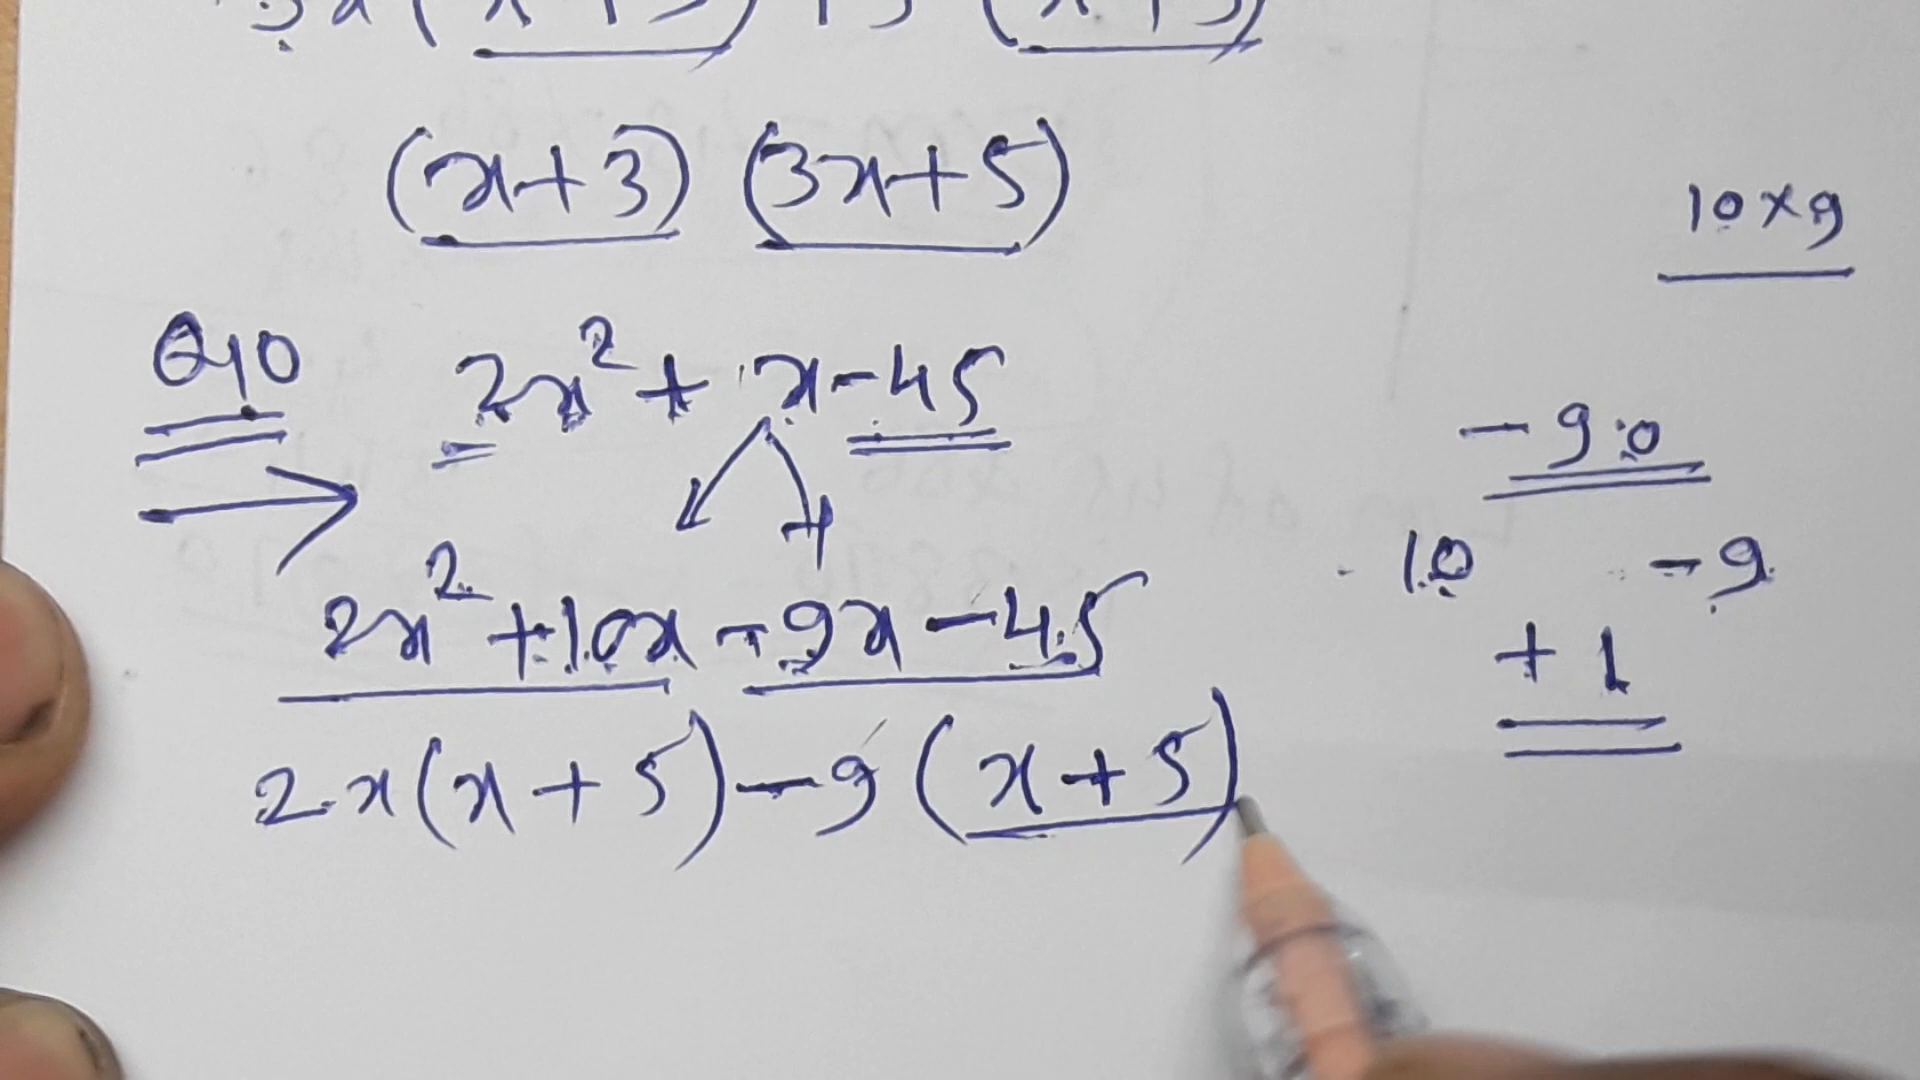 (x+3) (3x+5)
10×9
Q10 2x²+x-45
-90
10 -9
+1
2x²+10x-9x-45
2x(x+5)-9(x+5)